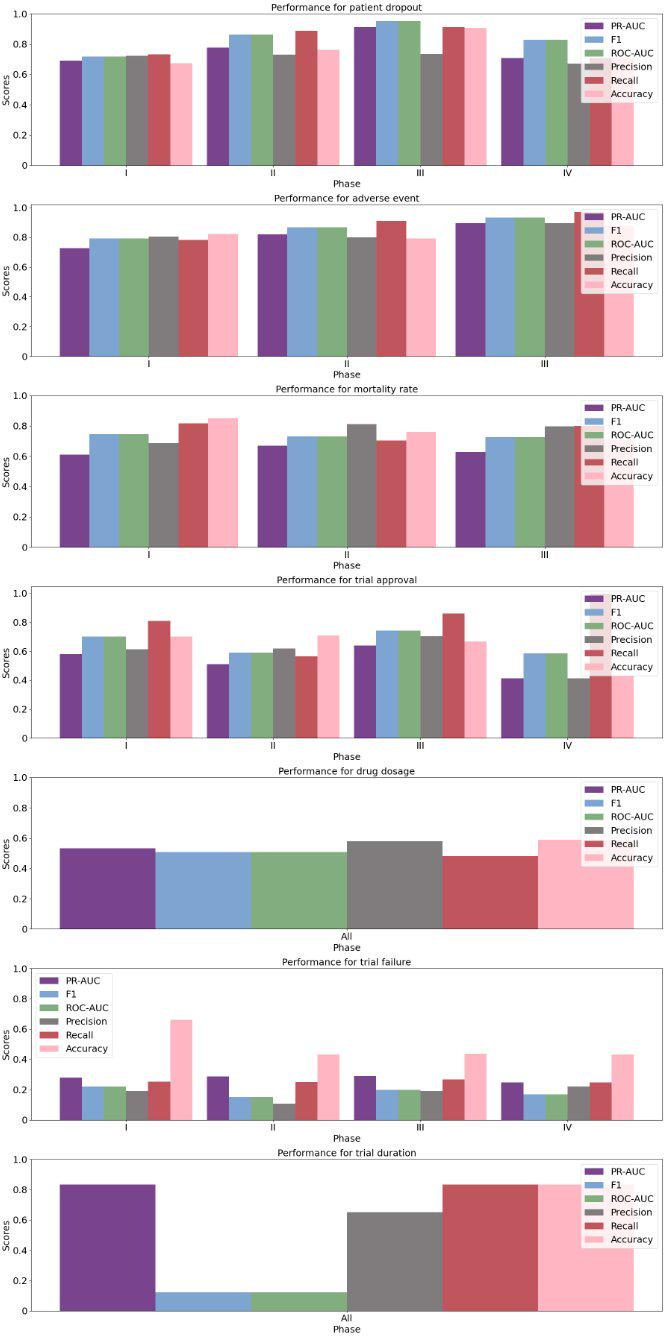 Performance for patient dropout
1.0
0.8
0.6
0.4
0.2
0
Scores
PR-AUC
F1
ROC-AUC
Precision
Recall
Accuracy
I II III IV
Phase
Performance for adverse event
1.0
0.8
0.6
0.4
0.2
0
Scores
PR-AUC
F1
ROC-AUC
Precision
Recall
Accuracy
I II III
Phase
Performance for mortality rate
1.0
0.8
0.6
0.4
0.2
0
Scores
PR-AUC
F1
ROC-AUC
Precision
Recall
Accuracy
I II III
Phase
Performance for trial approval
1.0
0.8
0.6
0.4
0.2
0
Scores
PR-AUC
F1
ROC-AUC
Precision
Recall
Accuracy
I II III IV
Phase
Performance for drug dosage
1.0
0.8
0.6
0.4
0.2
0
Scores
PR-AUC
F1
ROC-AUC
Precision
Recall
Accuracy
All
Phase
Performance for trial failure
1.0
0.8
0.6
0.4
0.2
0
Scores
PR-AUC
F1
ROC-AUC
Precision
Recall
Accuracy
I II III IV
Phase
Performance for trial duration
1.0
0.8
0.6
0.4
0.2
0
Scores
PR-AUC
F1
ROC-AUC
Precision
Recall
Accuracy
All
Phase